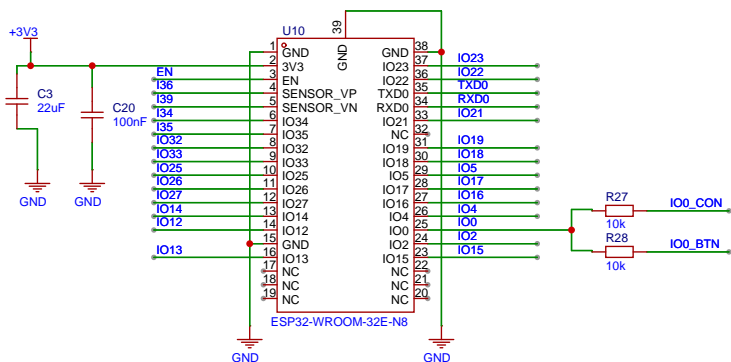 +3V3
C3
22uF
GND
C20
100nF
GND
U10
39
GND
1 GND
2 3V3
EN 3 EN
I36 4 SENSOR_VP
I39 5 SENSOR_VN
I34 6 IO34
I35 7 IO35
IO32 8 IO32
IO33 9 IO33
IO25 10 IO25
IO26 11 IO26
IO27 12 IO27
IO14 13 IO14
IO12 14 IO12
15 GND
IO13 16 IO13
17 NC
18 NC
19 NC
GND 38
IO23 37 IO23
IO22 36 IO22
TXD0 35 TXD0
RXD0 34 RXD0
IO21 33 IO21
NC 32
IO19 31 IO19
IO18 30 IO18
IO5 29 IO5
IO17 28 IO17
IO16 27 IO16
IO4 26 IO4
IO0 25 IO0
IO2 24 IO2
IO15 23 IO15
NC 22
NC 21
NC 20
ESP32-WROOM-32E-N8
GND
GND
R27
10k
IO0_CON
R28
10k
IO0_BTN